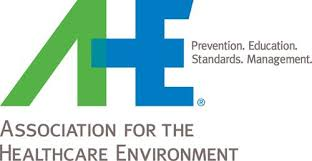 AHE®
Prevention. Education.
Standards. Management.
ASSOCIATION FOR THE
HEALTHCARE ENVIRONMENT